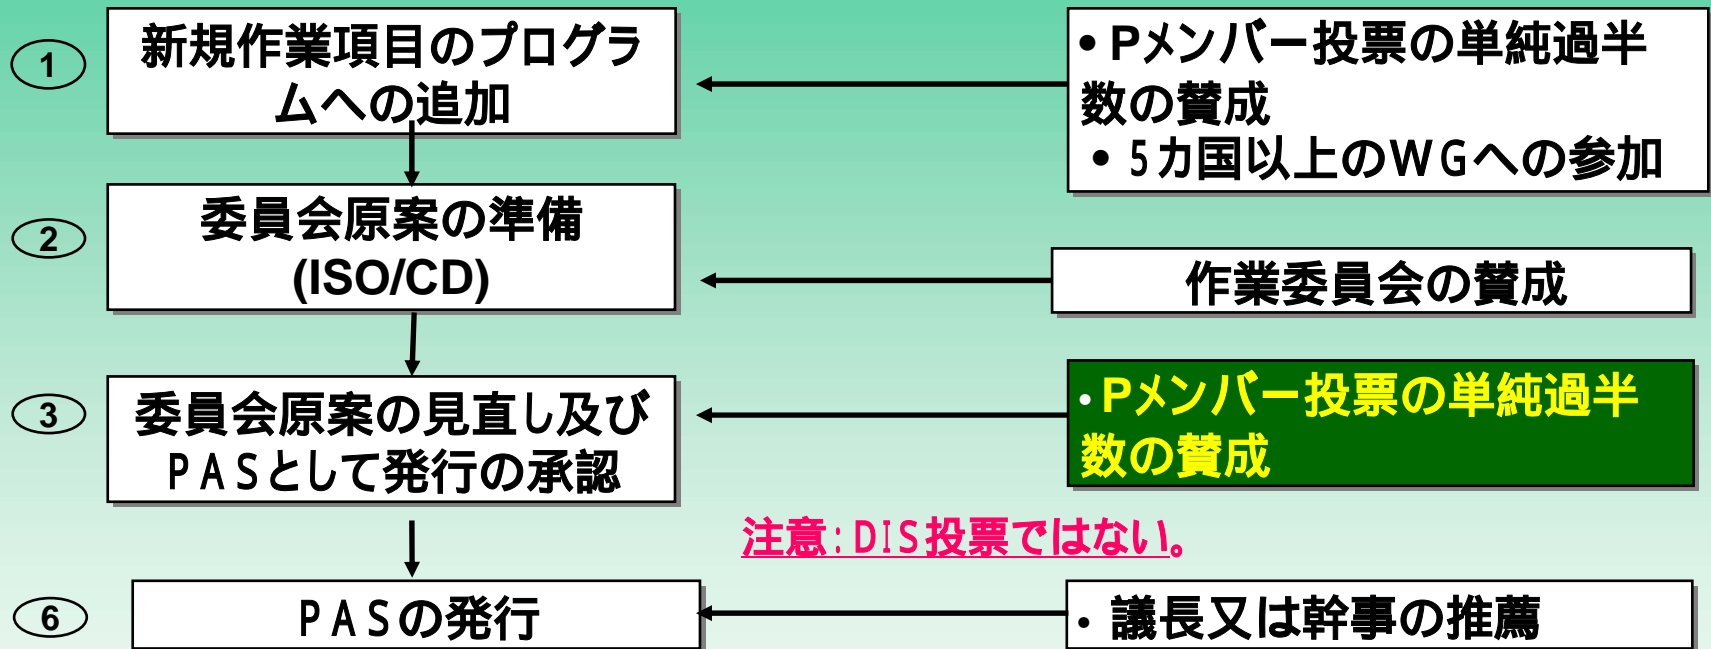 1
新規作業項目のプログラ
ムへの追加
• Pメンバー投票の単純過半
数の賛成
• 5カ国以上のWGへの参加
2
委員会原案の準備
(ISO/CD)
作業委員会の賛成
3
委員会原案の見直し及び
PASとして発行の承認
•Pメンバー投票の単純過半
数の賛成
注意:DIS投票ではない。
6
PASの発行
• 議長又は幹事の推薦